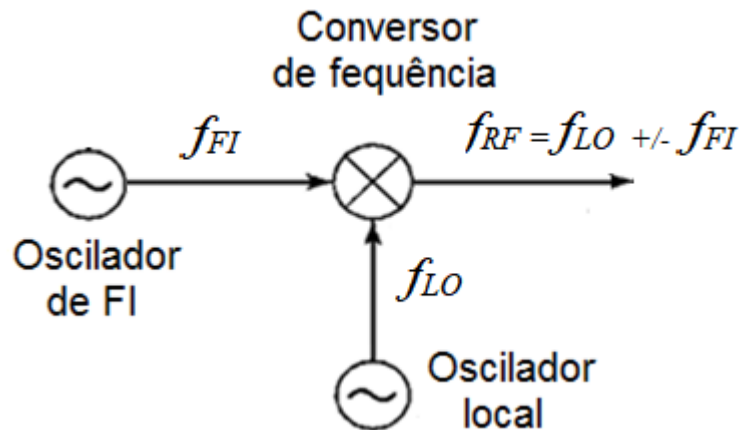 Conversor
de fequência
fFI
fRF = fLO +/- fFI
Oscilador
de FI
fLO
Oscilador
local